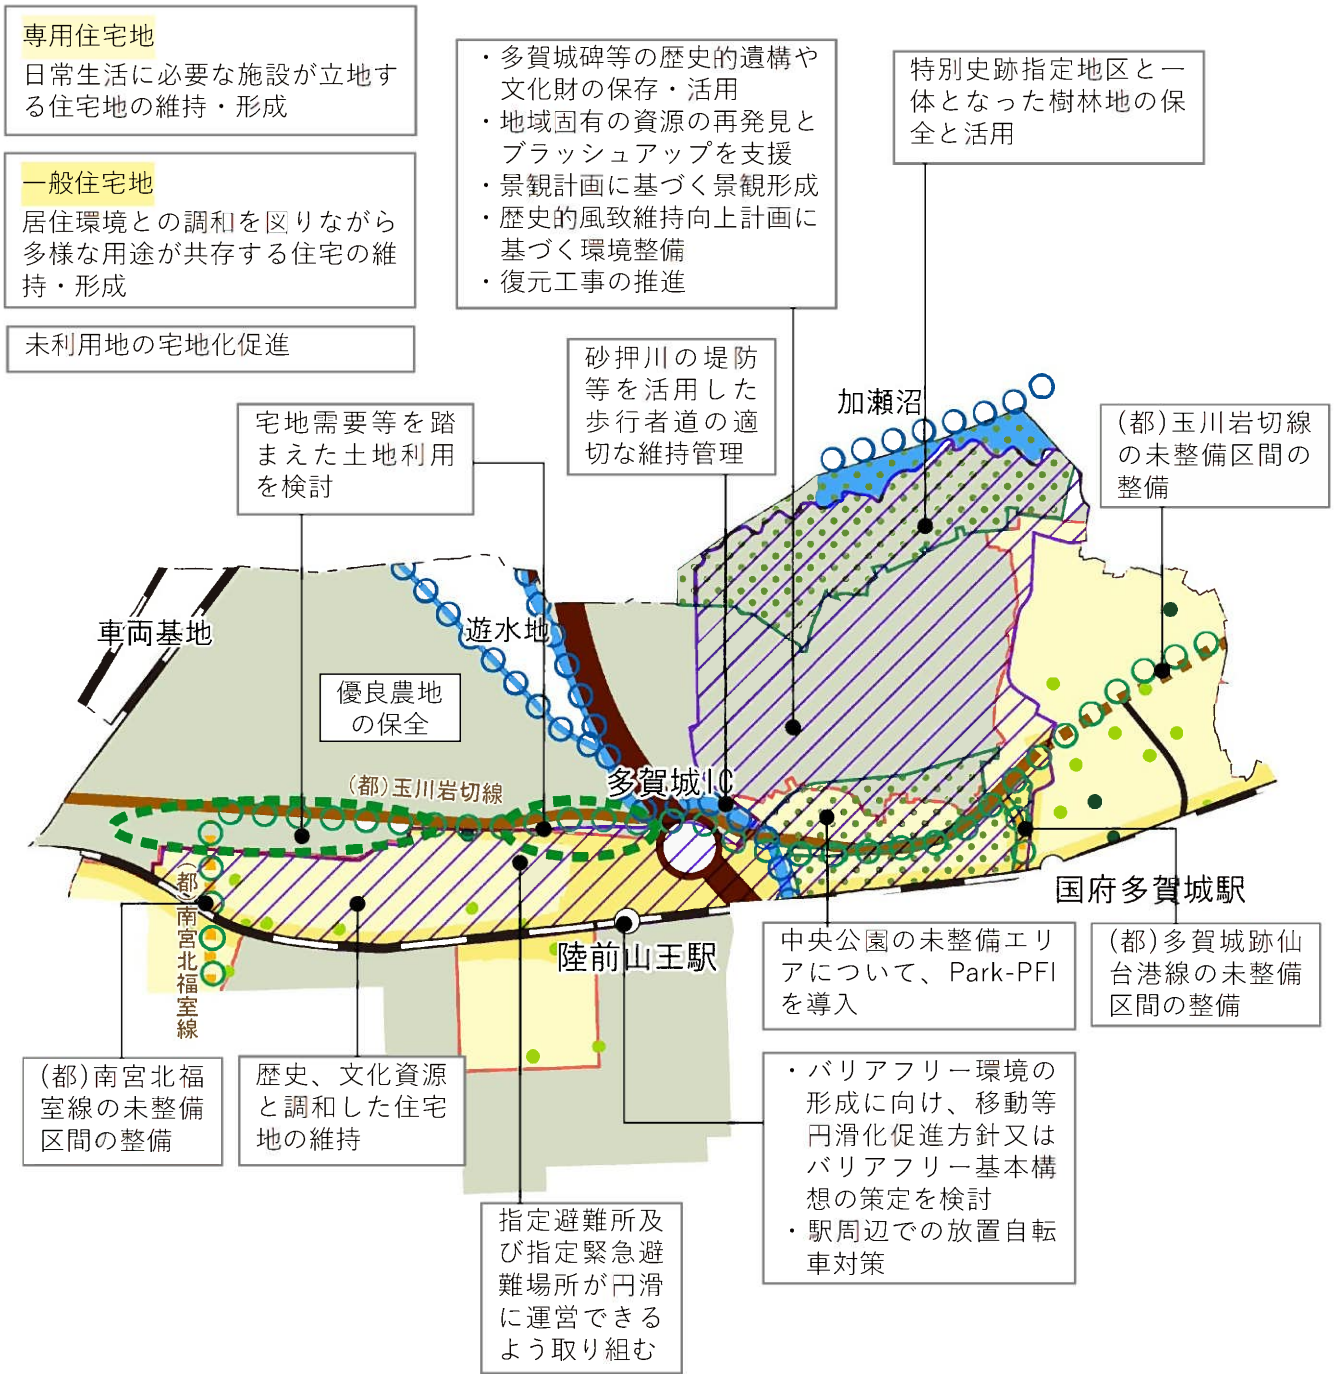 専用住宅地
日常生活に必要な施設が立地す
る住宅地の維持・形成
一般住宅地
居住環境との調和を図りながら
多様な用途が共存する住宅の維
持・形成
未利用地の宅地化促進
・多賀城碑等の歴史的遺構や
文化財の保存・活用
・地域固有の資源の再発見と
ブラッシュアップを支援
・景観計画に基づく景観形成
・歴史的風致維持向上計画に
基づく環境整備
・復元工事の推進
特別史跡指定地区と一
体となった樹林地の保
全と活用
砂押川の堤防
等を活用した
歩行者道の適
切な維持管理
宅地需要等を踏
まえた土地利用
を検討
加瀬沼
(都)玉川岩切線
の未整備区間の
整備
車両基地
遊水地
優良農地
の保全
(都)玉川岩切線
多賀城IC
(都)南宮北福室線
陸前山王駅
国府多賀城駅
中央公園の未整備エリ
アについて、Park-PFI
を導入
(都)多賀城跡仙
台港線の未整備
区間の整備
(都)南宮北福
室線の未整備
区間の整備
歴史、文化資源
と調和した住宅
地の維持
・バリアフリー環境の
形成に向け、移動等
円滑化促進方針又は
バリアフリー基本構
想の策定を検討
・駅周辺での放置自転
車対策
指定避難所及
び指定緊急避
難場所が円滑
に運営できる
よう取り組む